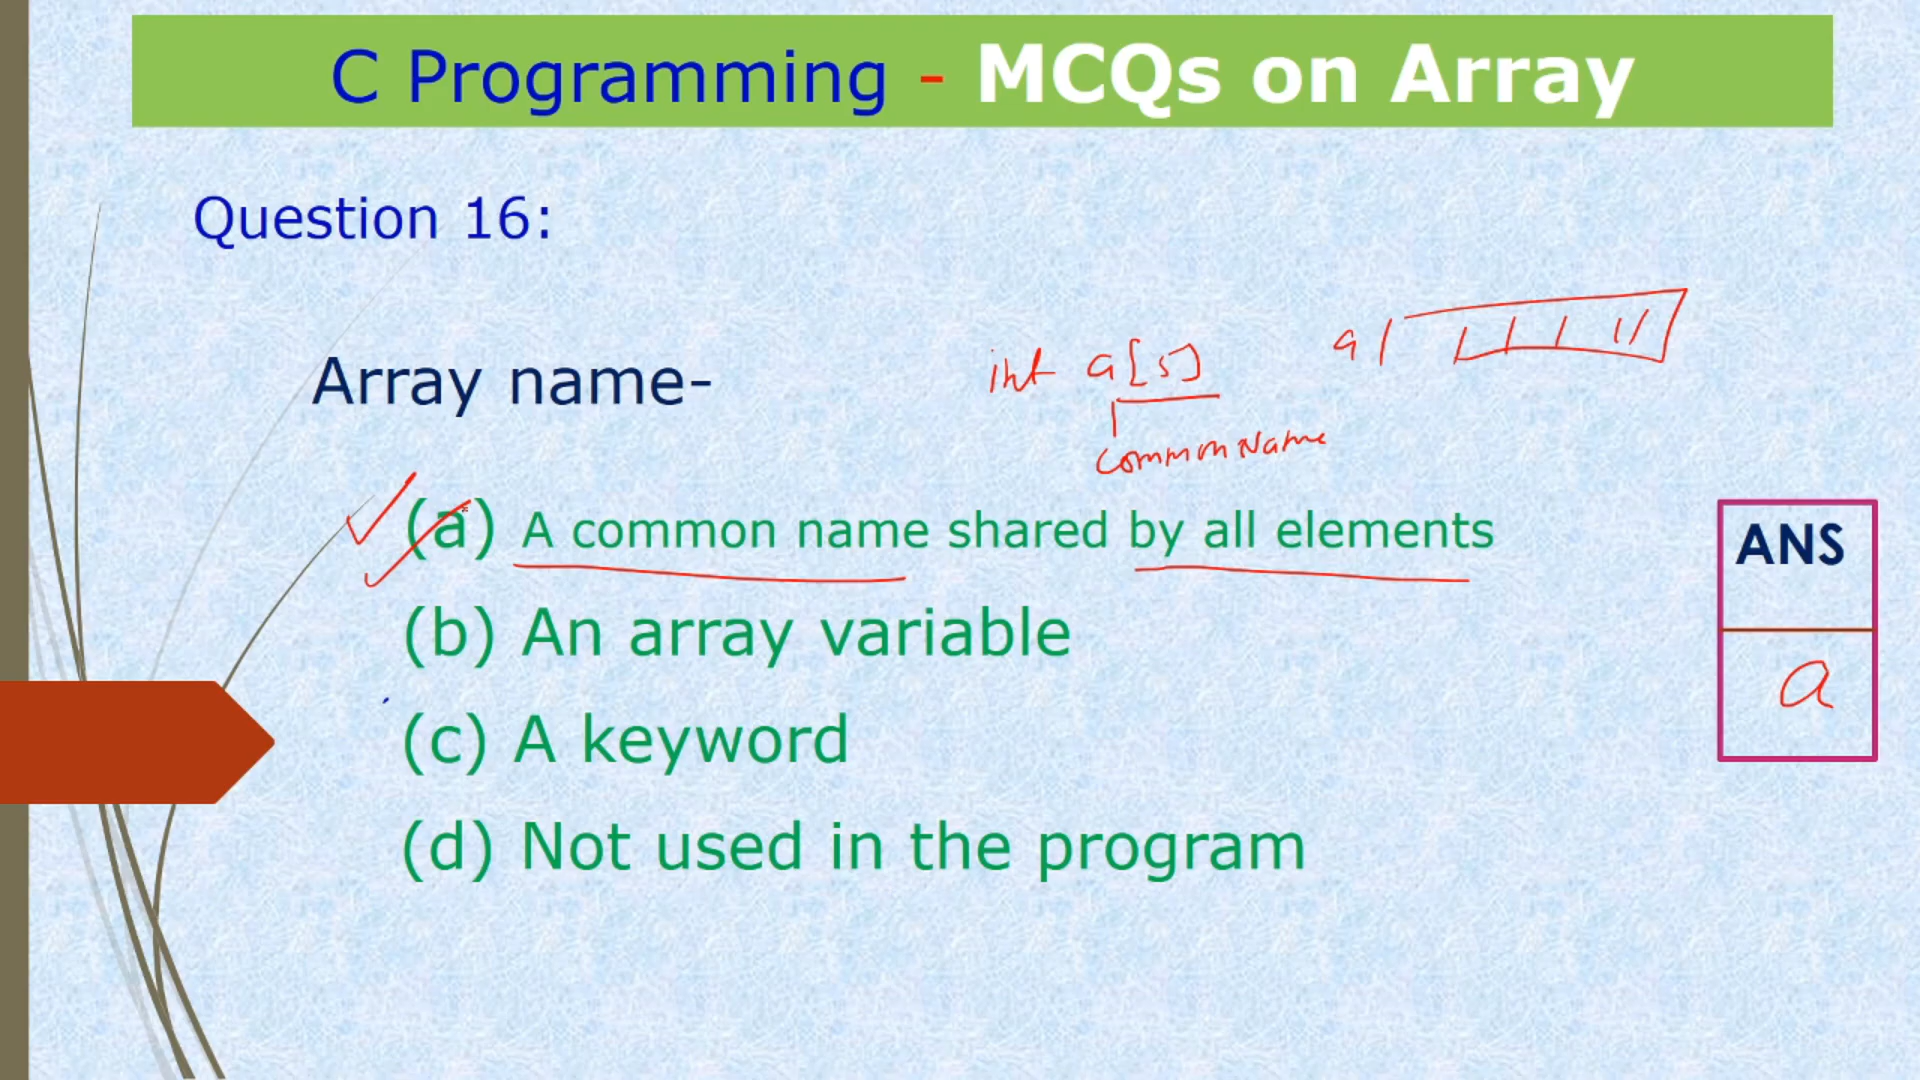 C Programming - MCQs on Array
Question 16:
Array name-
int a[5]
a
Common Name
(a) A common name shared by all elements
(b) An array variable
(c) A keyword
(d) Not used in the program
ANS
a